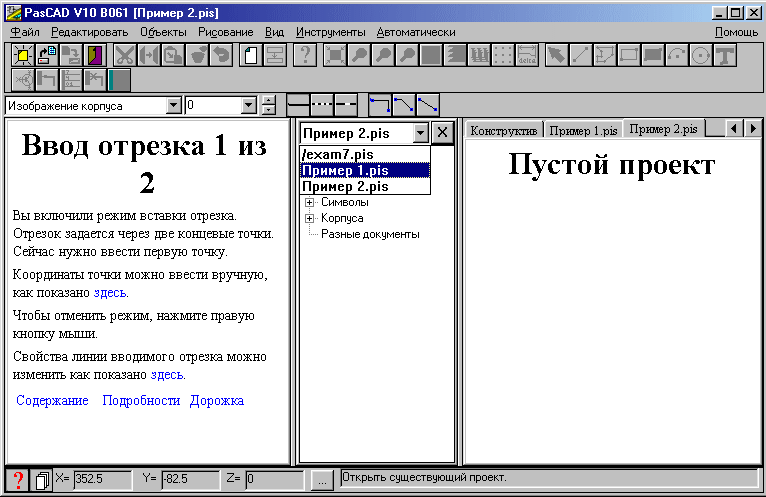 PasCAD V10 B061 [Пример 2.pis]
Файл Редактировать Объекты Рисование Вид Инструменты Автоматически Помощь
Изображение корпуса 0
Ввод отрезка 1 из
2
Вы включили режим вставки отрезка.
Отрезок задается через две концевые точки.
Сейчас нужно ввести первую точку.
Координаты точки можно ввести вручную,
как показано здесь.
Чтобы отменить режим, нажмите правую
кнопку мыши.
Свойства линии вводимого отрезка можно
изменить как показано здесь.
Содержание Подробности Дорожка
Пример 2.pis
/exam7.pis
Пример 1.pis
Пример 2.pis
Символы
Корпуса
Разные документы
Конструктив Пример 1.pis Пример 2.pis
Пустой проект
X= 352.5 Y= -82.5 Z= 0 ... Открыть существующий проект.